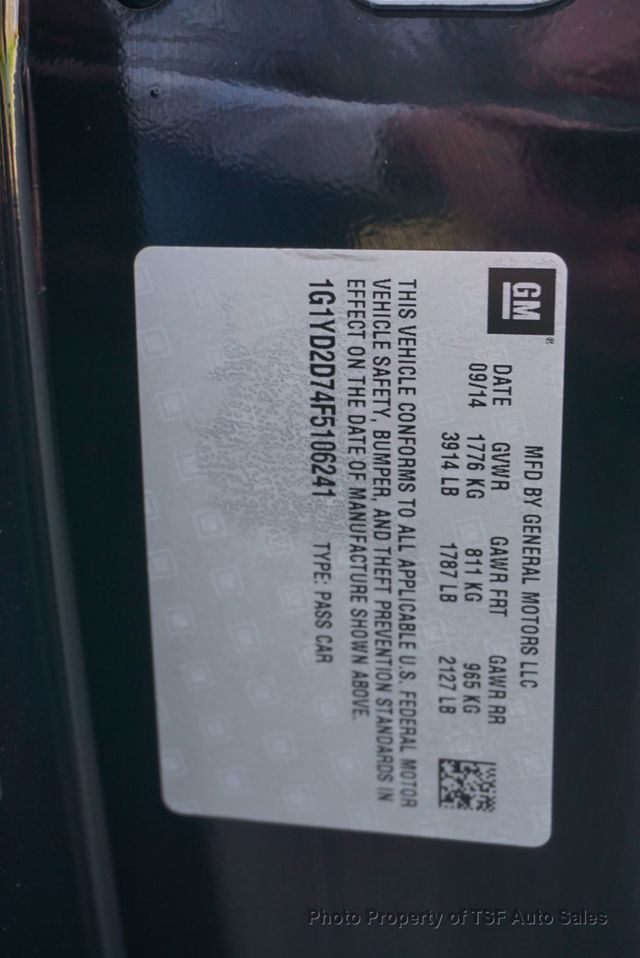 GM®
MFD BY GENERAL MOTORS LLC
DATE GVWR GAWR FRT GAWR RR
09/14 1776 KG 811 KG 965 KG
3914 LB 1787 LB 2127 LB
THIS VEHICLE CONFORMS TO ALL APPLICABLE U.S. FEDERAL MOTOR
VEHICLE SAFETY, BUMPER, AND THEFT PREVENTION STANDARDS IN
EFFECT ON THE DATE OF MANUFACTURE SHOWN ABOVE.
1G1YD2D74F5106241 TYPE: PASS CAR
Photo Property of TSF Auto Sales